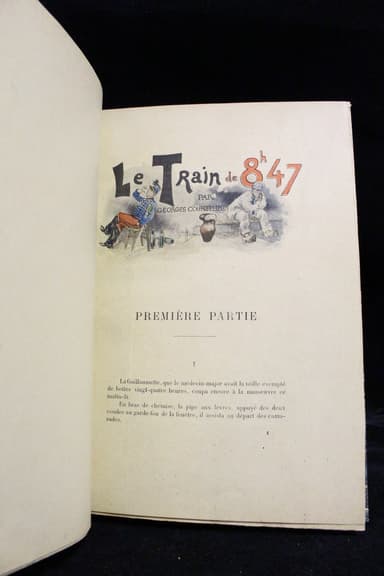 Le Train de 8h47
PAR
GEORGES COURTELINE
PREMIÈRE PARTIE
I
La Guillaumette, que le médecin-major avait la veille exempté
de bottes vingt-quatre heures, coupa encore à la manœuvre ce
matin-là.
En bras de chemise, la pipe aux lèvres, appuyé des deux
coudes au garde-fou de la fenêtre, il assista au départ des cama-
rades.